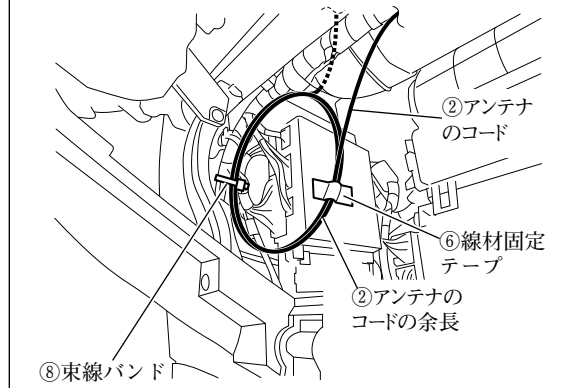 ②アンテナ
のコード
⑥線材固定
テープ
②アンテナの
コードの余長
⑧束線バンド